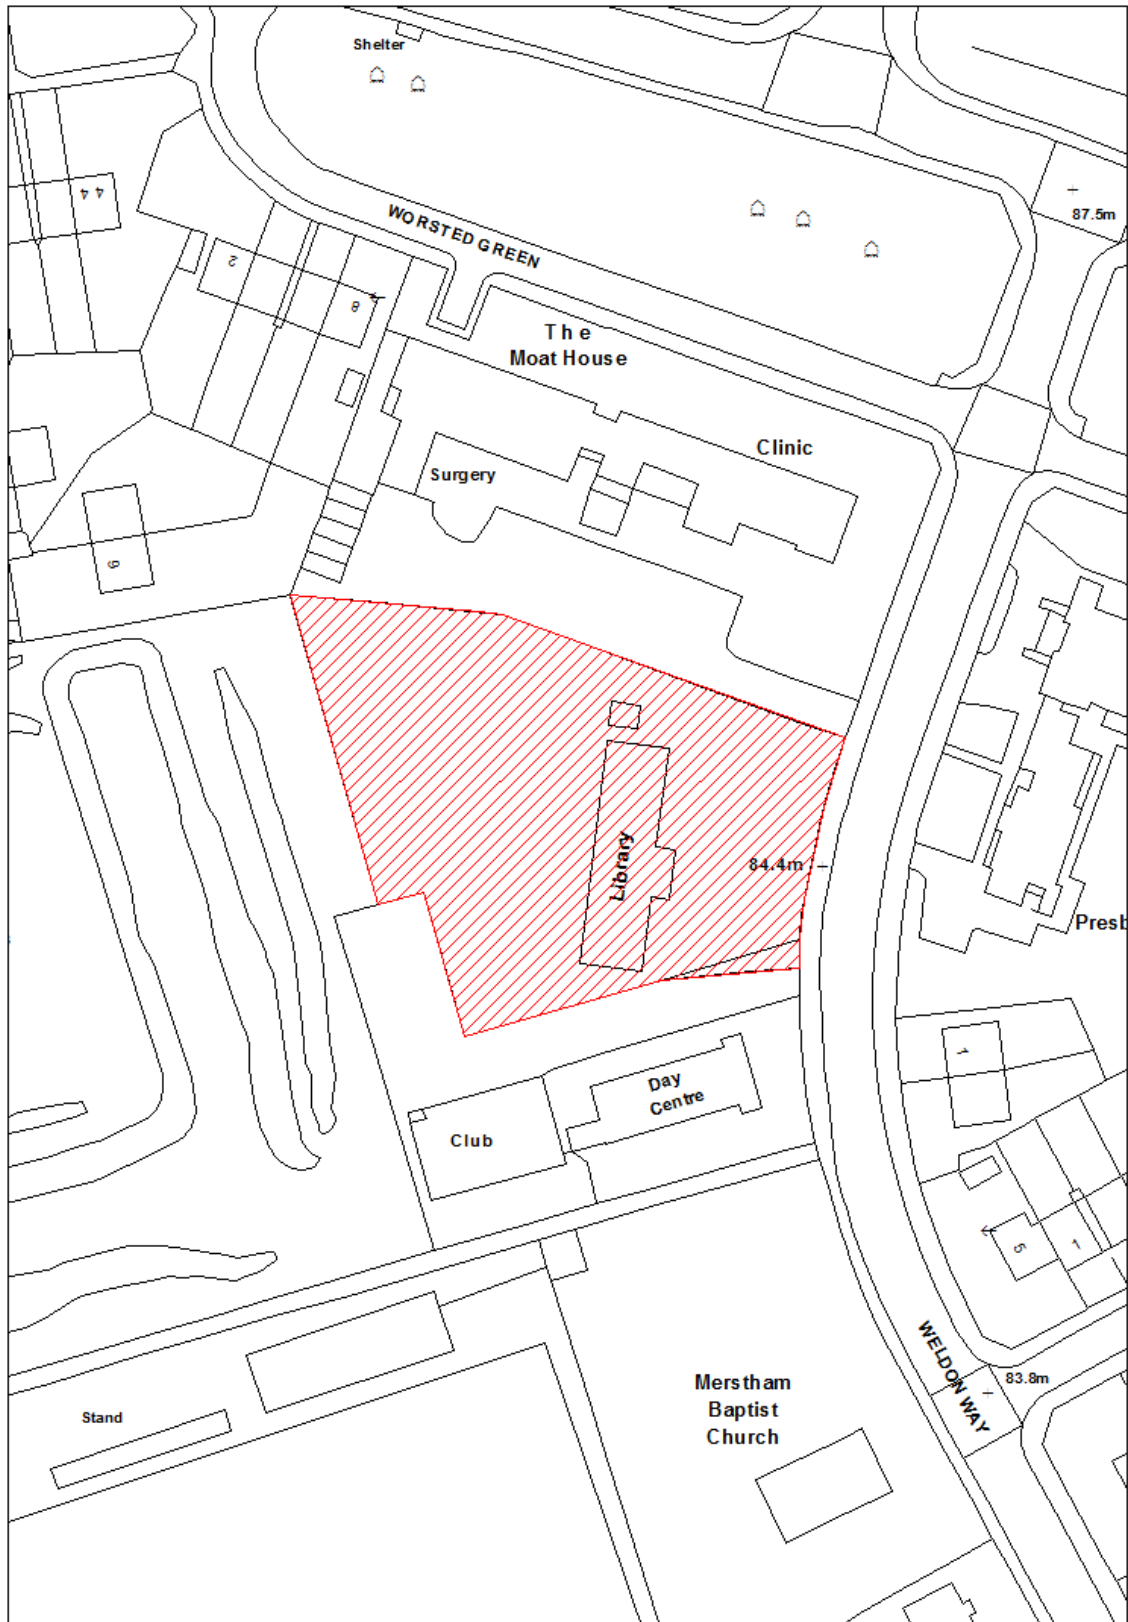 Shelter
87.5m
44
WORSTED GREEN
2
8
The
Moat House
Clinic
Surgery
9
Library
84.4m
Presb
1
Day
Centre
Club
5
1
WELDON WAY
83.8m
Merstham
Baptist
Church
Stand